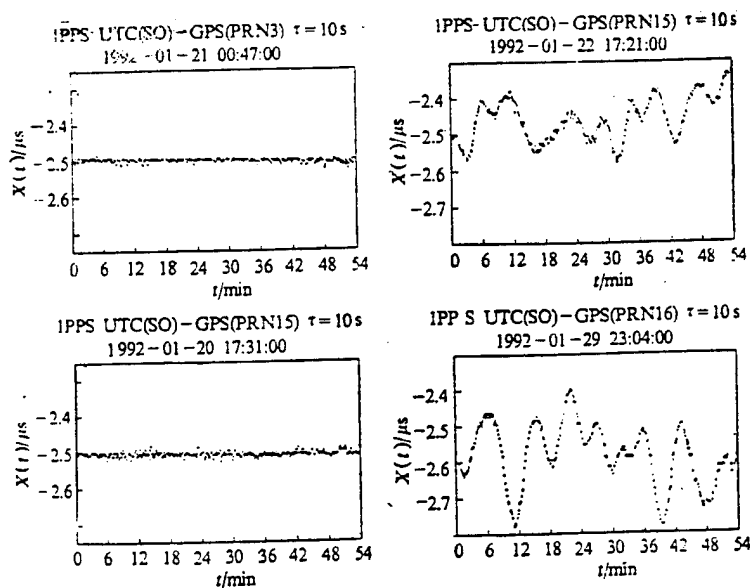 1PPS UTC(SO)−GPS(PRN3) τ=10s
1992−01−21 00:47:00
X(t)/μs
−2.4
−2.5
−2.6
0 6 12 18 24 30 36 42 48 54
t/min
1PPS-UTC(SO)−GPS(PRN15) τ=10s
1992−01−22 17:21:00
X(t)/μs
−2.4
−2.5
−2.6
−2.7
0 6 12 18 24 30 36 42 48 54
t/min
1PPS UTC(SO)−GPS(PRN15) τ=10s
1992−01−20 17:31:00
X(t)/μs
−2.4
−2.5
−2.6
0 6 12 18 24 30 36 42 48 54
t/min
1PP S UTC(SO)−GPS(PRN16) τ=10s
1992−01−29 23:04:00
X(t)/μs
−2.4
−2.5
−2.6
−2.7
0 6 12 18 24 30 36 42 48 54
t/min